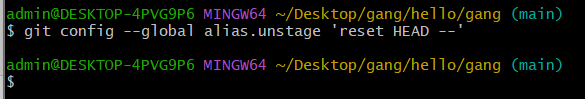 admin@DESKTOP-4PVG9P6 MINGW64 ~/Desktop/gang/hello/gang (main)
$ git config --global alias.unstage 'reset HEAD --'
admin@DESKTOP-4PVG9P6 MINGW64 ~/Desktop/gang/hello/gang (main)
$